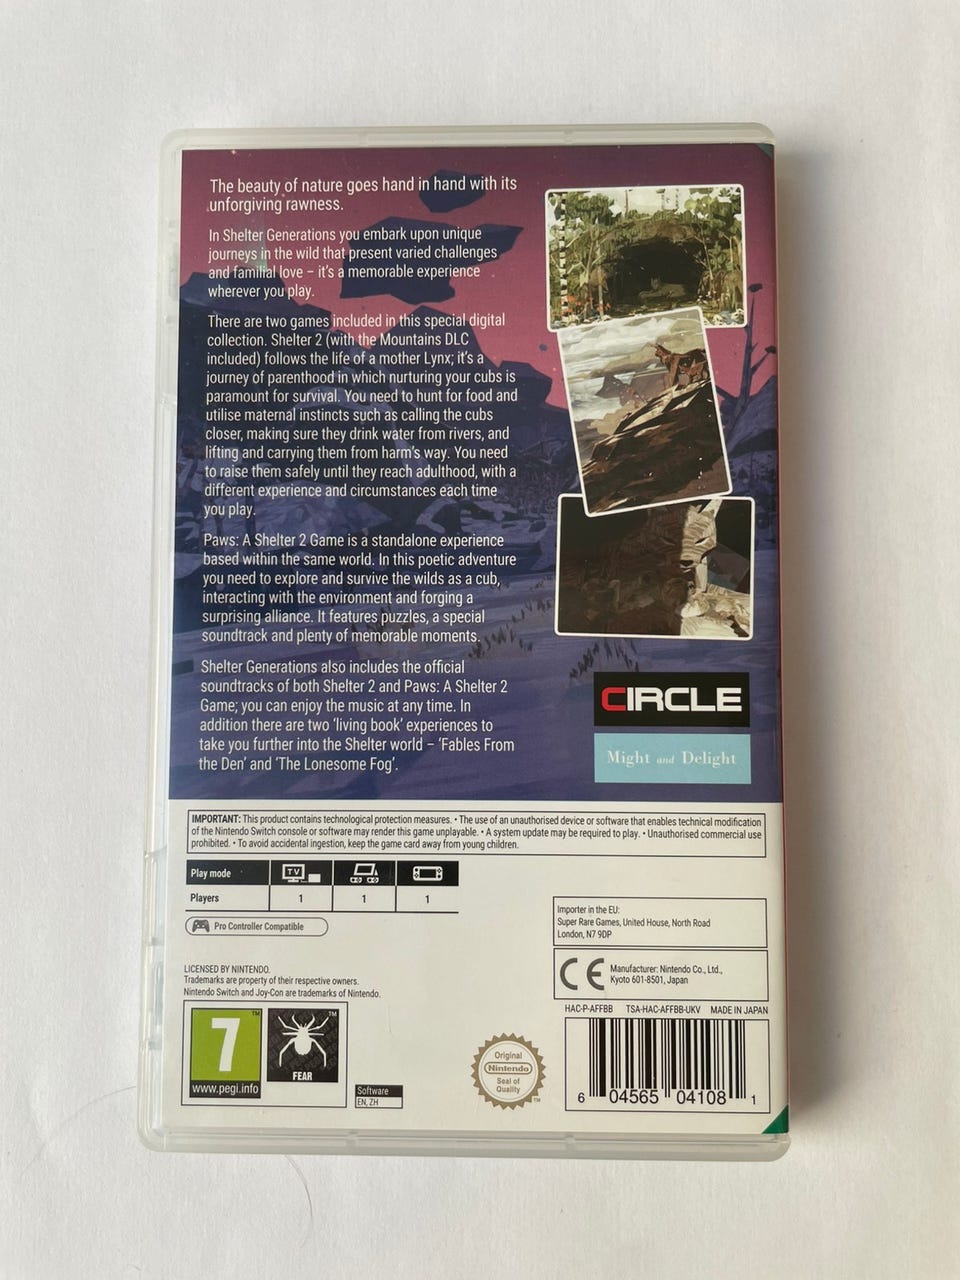 The beauty of nature goes hand in hand with its
unforgiving rawness.
In Shelter Generations you embark upon unique
journeys in the wild that present varied challenges
and familial love – it's a memorable experience
wherever you play.
There are two games included in this special digital
collection. Shelter 2 (with the Mountains DLC
included) follows the life of a mother Lynx; it's a
journey of parenthood in which nurturing your cubs is
paramount for survival. You need to hunt for food and
utilise maternal instincts such as calling the cubs
closer, making sure they drink water from rivers, and
lifting and carrying them from harm's way. You need
to raise them safely until they reach adulthood, with a
different experience and circumstances each time
you play.
Paws: A Shelter 2 Game is a standalone experience
based within the same world. In this poetic adventure
you need to explore and survive the wilds as a cub,
interacting with the environment and forging a
surprising alliance. It features puzzles, a special
soundtrack and plenty of memorable moments.
Shelter Generations also includes the official
soundtracks of both Shelter 2 and Paws: A Shelter 2
Game; you can enjoy the music at any time. In
addition there are two 'living book' experiences to
take you further into the Shelter world – 'Fables From
the Den' and 'The Lonesome Fog'.
CIRCLE
Might and Delight
IMPORTANT: This product contains technological protection measures. • The use of an unauthorised device or software that enables technical modification
of the Nintendo Switch console or software may render this game unplayable. • A system update may be required to play. • Unauthorised commercial use
prohibited. • To avoid accidental ingestion, keep the game card away from young children.
Play mode TV
Players 1 1 1
Pro Controller Compatible
LICENSED BY NINTENDO.
Trademarks are property of their respective owners.
Nintendo Switch and Joy-Con are trademarks of Nintendo.
7 ™
www.pegi.info
™
FEAR
Software
EN, ZH
Original
Nintendo
Seal of
Quality
™
Importer in the EU:
Super Rare Games, United House, North Road
London, N7 9DP
CE
Manufacturer: Nintendo Co., Ltd.,
Kyoto 601-8501, Japan
HAC-P-AFFBB TSA-HAC-AFFBB-UKV MADE IN JAPAN
6 04565 04108 1